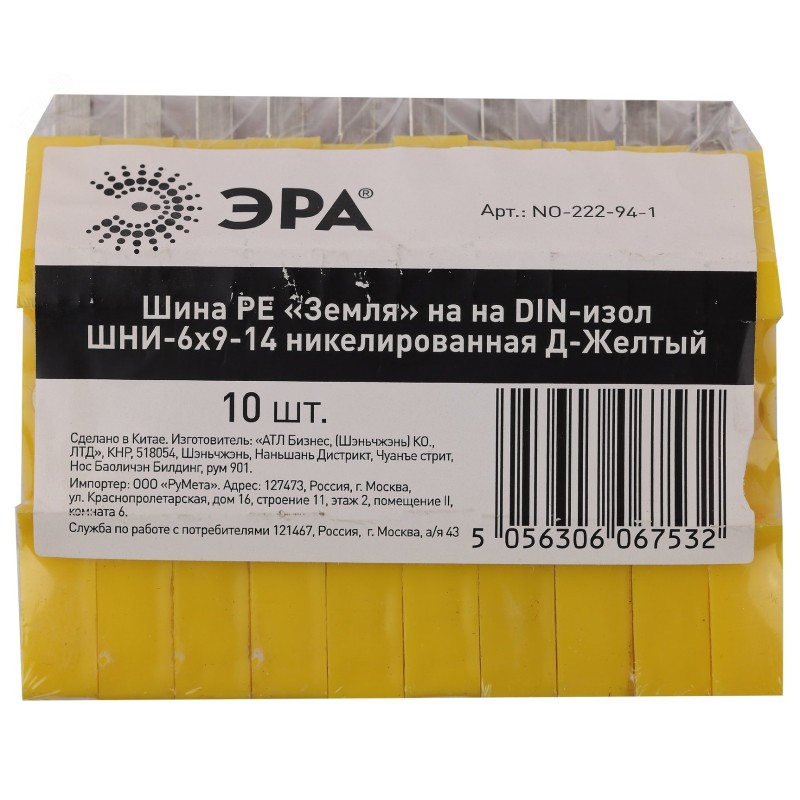 ЭРА®
Арт.: NO-222-94-1
Шина PE «Земля» на на DIN-изол
ШНИ-6х9-14 никелированная Д-Желтый
10 шт.
Сделано в Китае. Изготовитель: «АТЛ Бизнес, (Шэньчжэнь) КО.,
ЛТД», КНР, 518054, Шэньчжэнь, Наньшань Дистрикт, Чуанъе стрит,
Нос Баоличэн Билдинг, рум 901.
Импортер: ООО «РуМета». Адрес: 127473, Россия, г. Москва,
ул. Краснопролетарская, дом 16, строение 11, этаж 2, помещение II,
комната 6.
Служба по работе с потребителями 121467, Россия, г. Москва, а/я 43
5 056306 067532